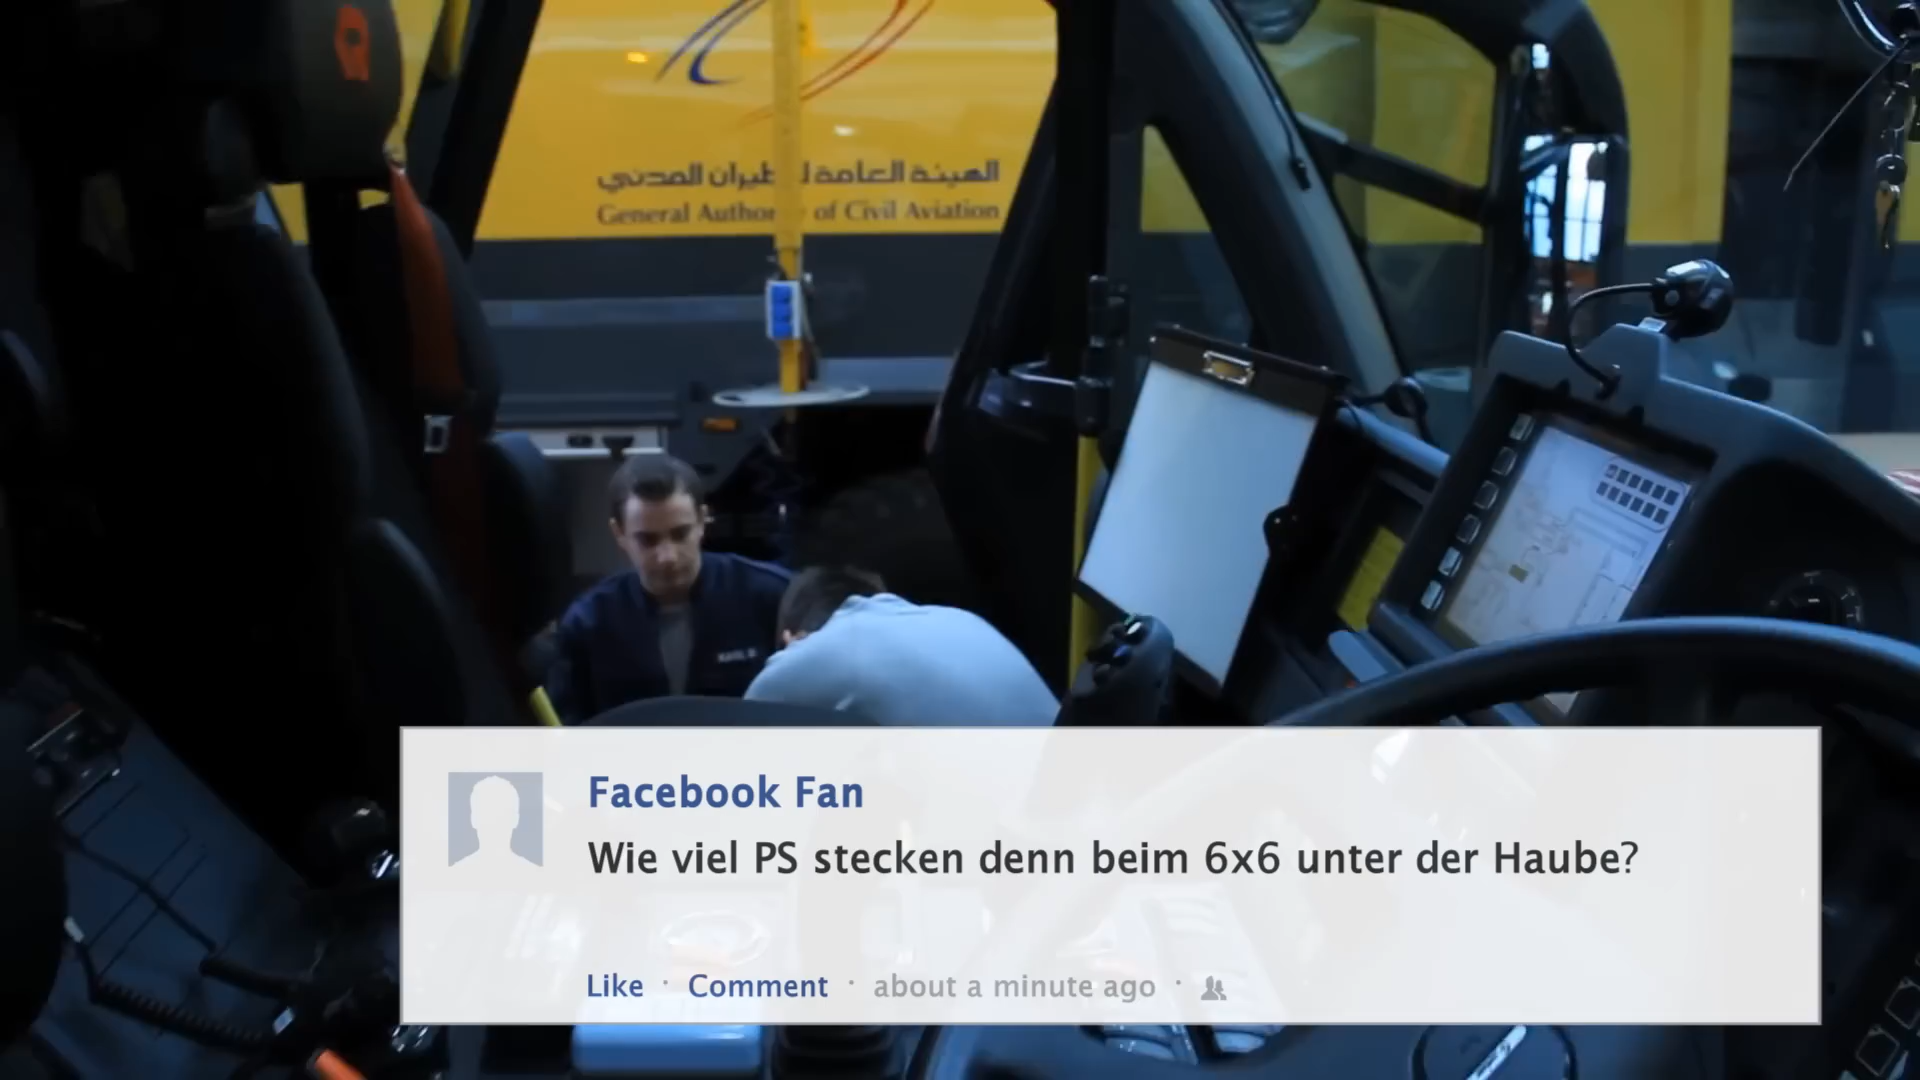 الهيئة العامة للطيران المدني
General Authority of Civil Aviation
Facebook Fan
Wie viel PS stecken denn beim 6x6 unter der Haube?
Like · Comment · about a minute ago ·